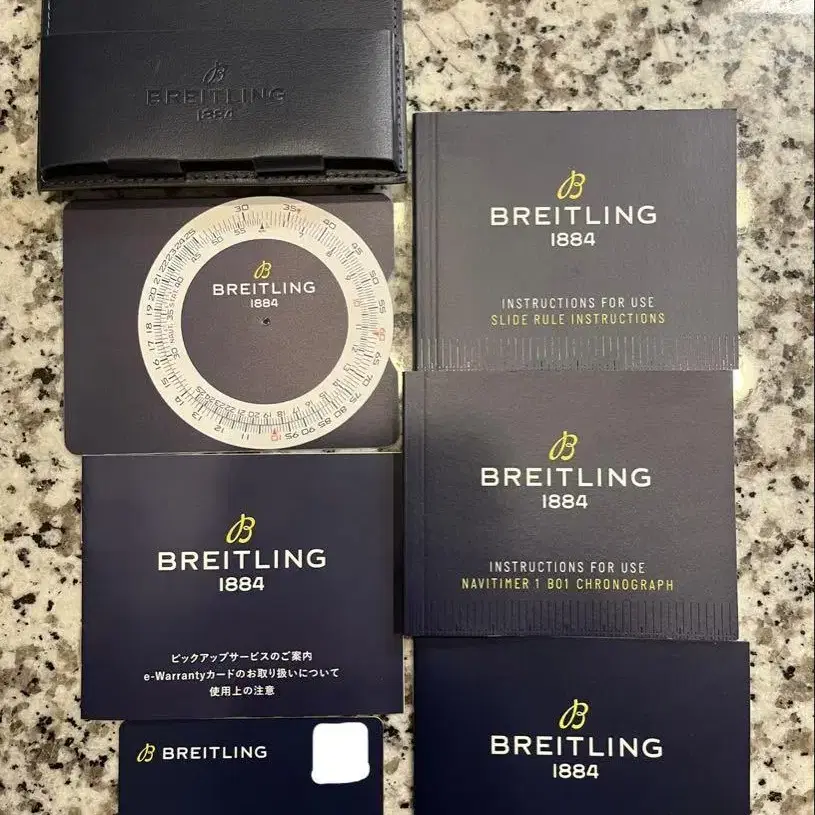 BREITLING
1884
BREITLING
1884
BREITLING
1884
INSTRUCTIONS FOR USE
SLIDE RULE INSTRUCTIONS
BREITLING
1884
INSTRUCTIONS FOR USE
NAVITIMER 1 B01 CHRONOGRAPH
BREITLING
1884
ピックアップサービスのご案内
e-Warrantyカードのお取り扱いについて
使用上の注意
BREITLING
BREITLING
1884